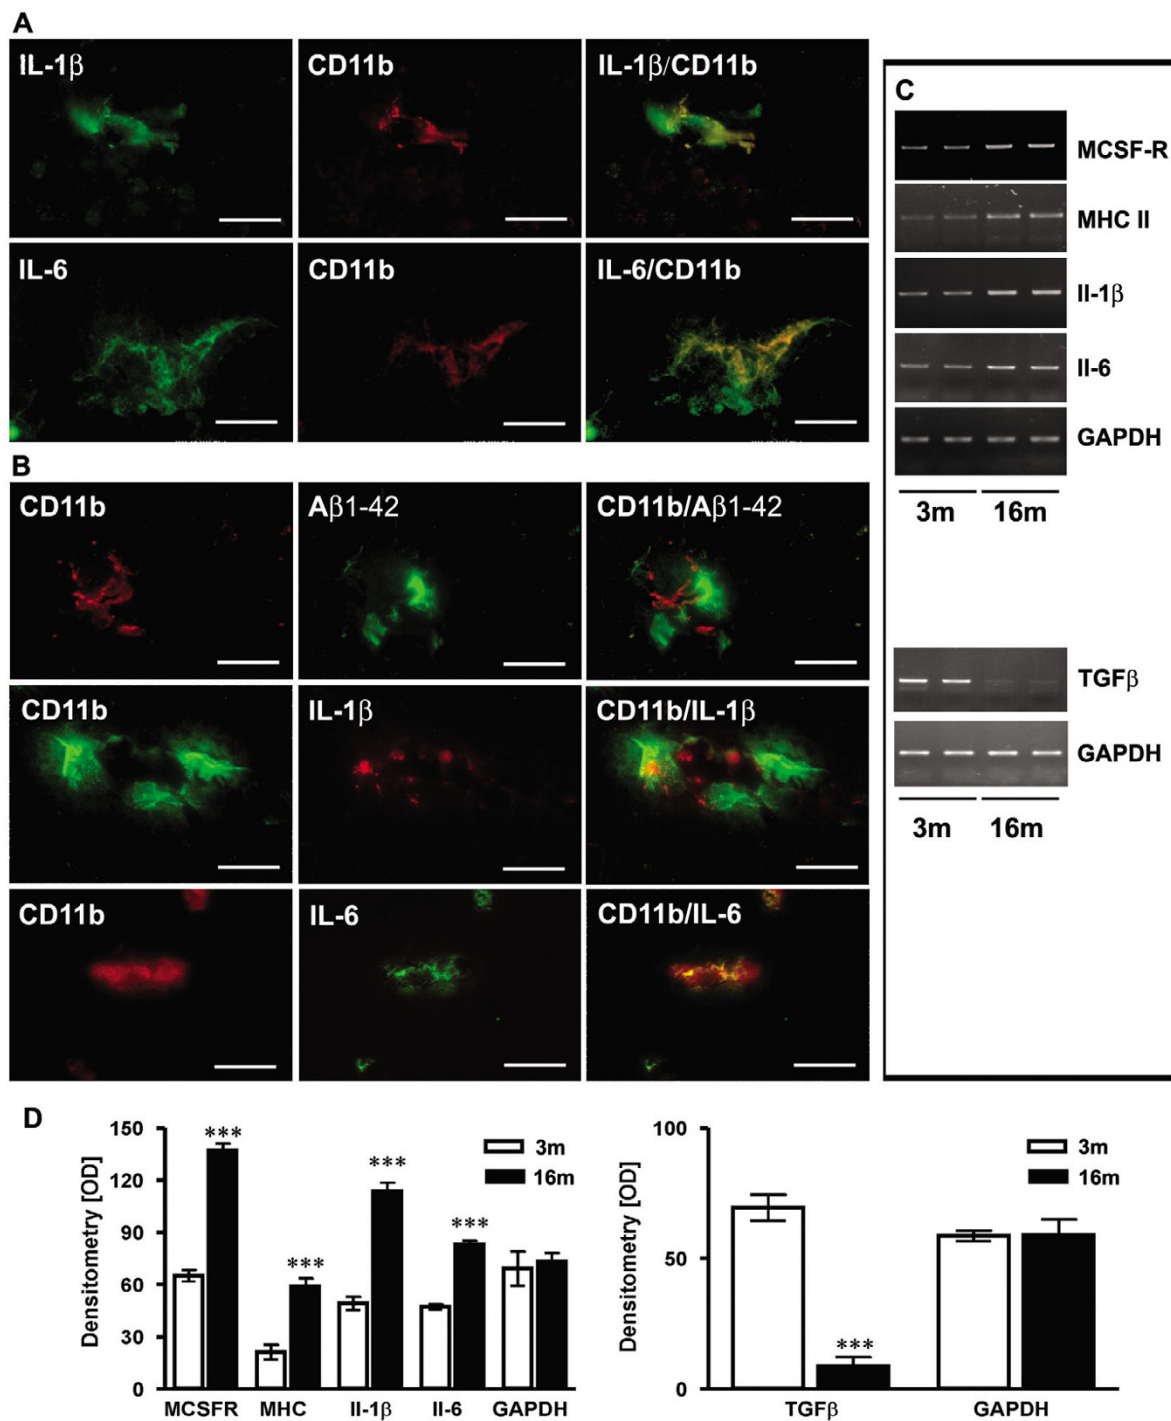 A
IL-1β
CD11b
IL-1β/CD11b
IL-6
CD11b
IL-6/CD11b
B
CD11b
Aβ1-42
CD11b/Aβ1-42
CD11b
IL-1β
CD11b/IL-1β
CD11b
IL-6
CD11b/IL-6
C
MCSF-R
MHC II
Il-1β
Il-6
GAPDH
3m 16m
TGFβ
GAPDH
3m 16m
D
Densitometry [OD]
150
120
90
60
30
0
***
***
***
***
3m
16m
MCSFR MHC Il-1β Il-6 GAPDH
Densitometry [OD]
100
50
0
***
3m
16m
TGFβ GAPDH